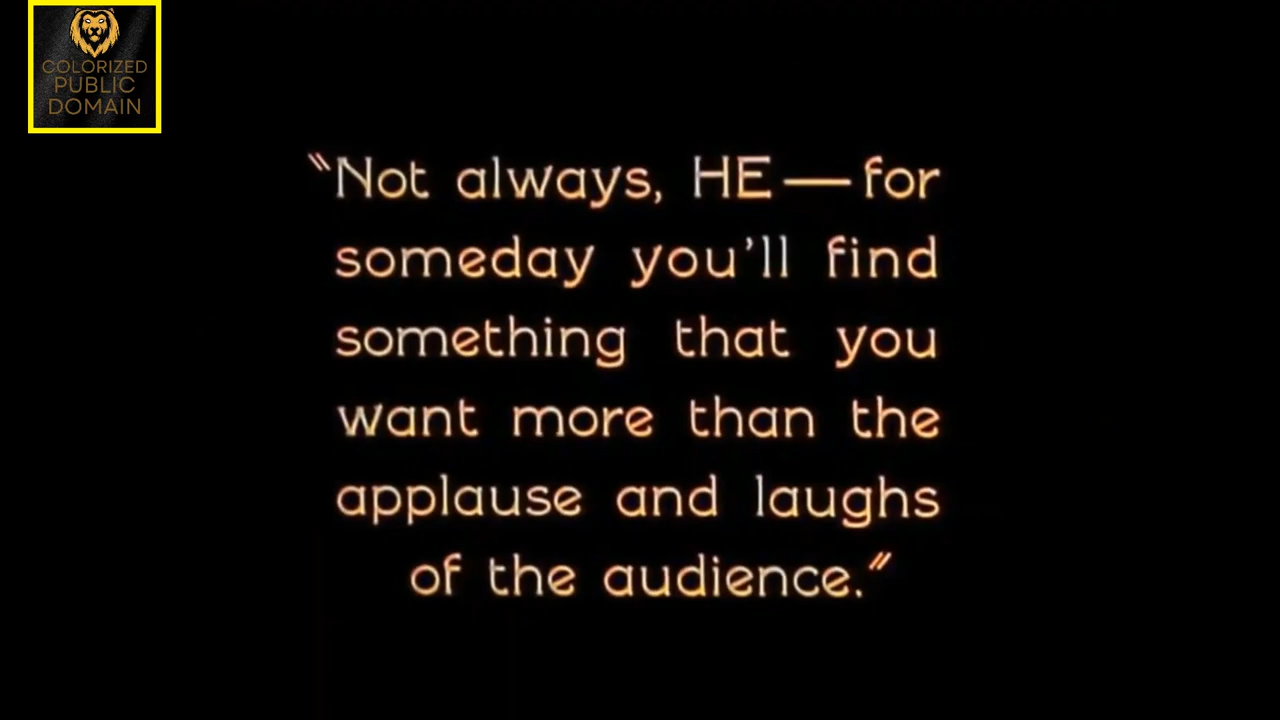 COLORIZED
PUBLIC
DOMAIN
"Not always, HE—for
someday you'll find
something that you
want more than the
applause and laughs
of the audience."